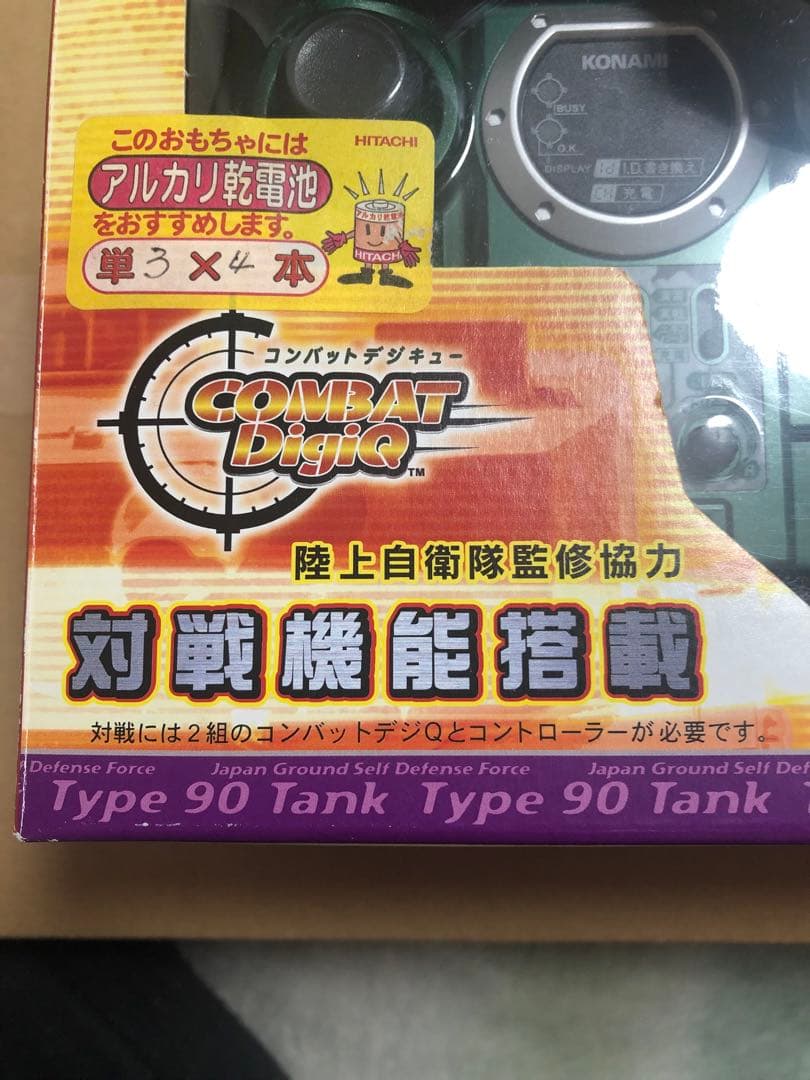 KONAMI
BUSY
O.K
DISPLAY Id I.D.書き換え
CH 充電
このおもちゃには
HITACHI
アルカリ乾電池
をおすすめします。
単3×4本
アルカリ乾電池
HITACHI
コンバットデジキュー
COMBAT
DigiQ™
陸上自衛隊監修協力
対戦機能搭載
対戦には2組のコンバットデジQとコントローラーが必要です。
Defense Force Japan Ground Self Defense Force Japan Ground Self Def
Type 90 Tank Type 90 Tank